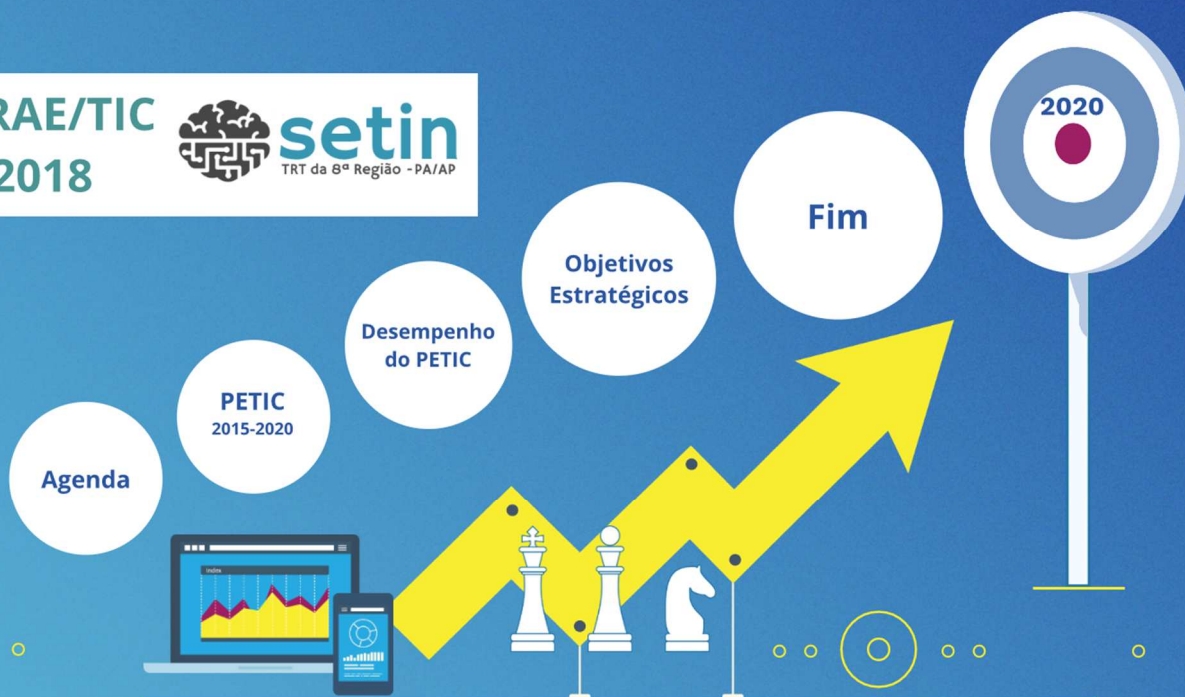 RAE/TIC
2018
setin
TRT da 8ª Região - PA/AP
Agenda
PETIC
2015-2020
Desempenho
do PETIC
Objetivos
Estratégicos
Fim
2020
Index